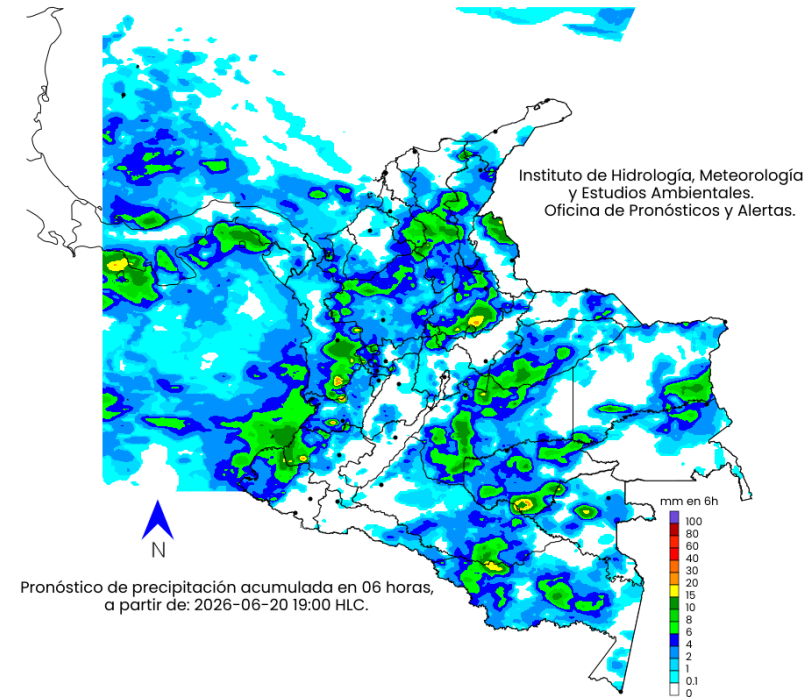 Instituto de Hidrología, Meteorología
y Estudios Ambientales.
Oficina de Pronósticos y Alertas.
N
Pronóstico de precipitación acumulada en 06 horas,
a partir de: 2026-06-20 19:00 HLC.
mm en 6h
100
80
60
40
30
20
15
10
8
6
4
2
1
0.1
0